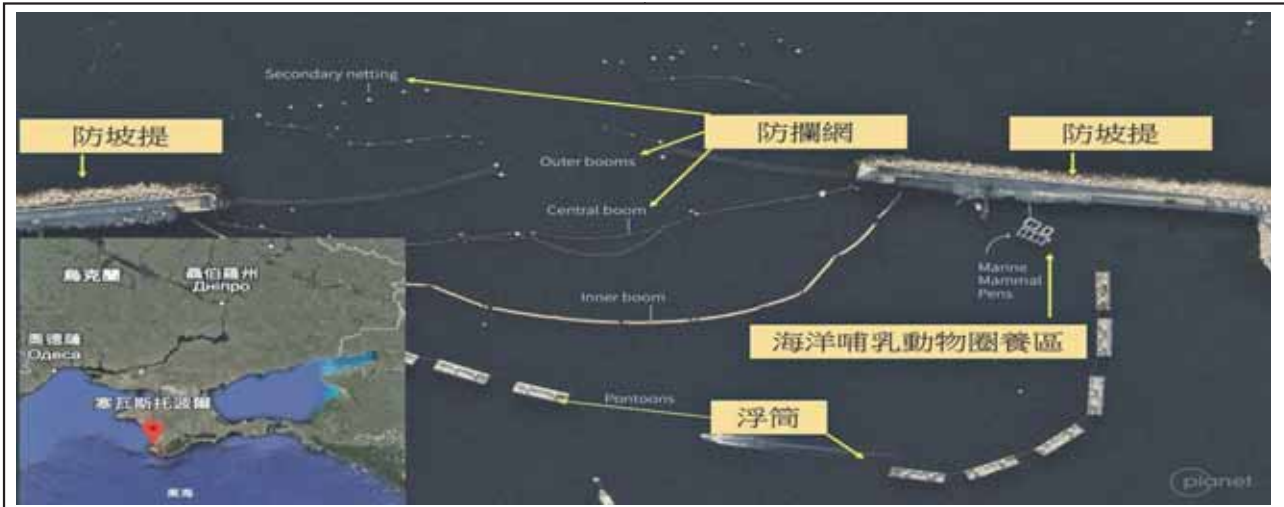 Secondary netting
防坡提
防攔網
防坡提
Outer booms
Central boom
Marine
Mammal
Pens
Inner boom
海洋哺乳動物圈養區
Pontoons
浮筒
烏克蘭
聶伯羅州
Дніпро
奧德薩
Одеса
塞瓦斯托波爾
黑海
planet